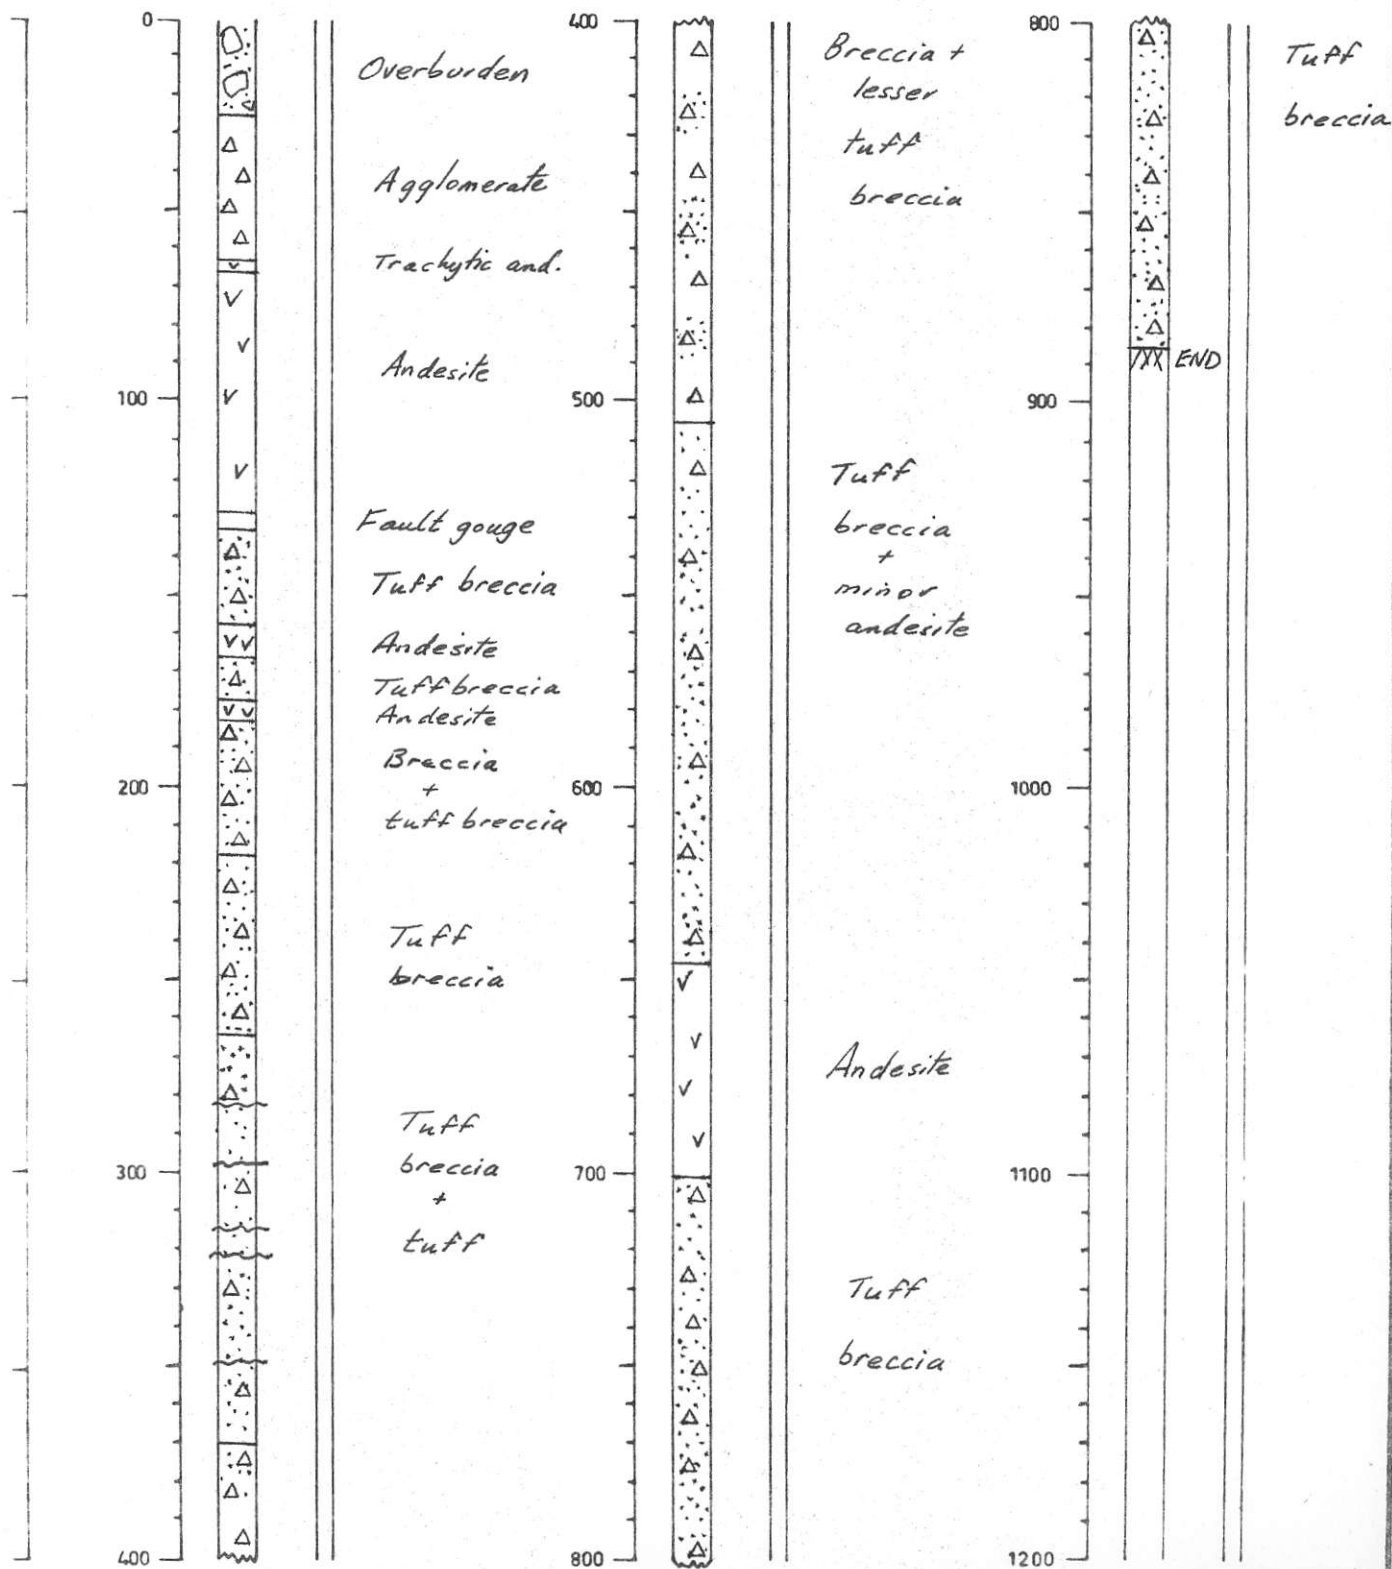 0
Overburden
Agglomerate
Trachytic and.
Andesite
100
Fault gouge
Tuff breccia
Andesite
Tuff breccia
Andesite
Breccia
200
+
tuff breccia
Tuff
breccia
Tuff
breccia
300
+
tuff
400
400
Breccia +
lesser
tuff
breccia
500
Tuff
breccia
+
minor
andesite
600
Andesite
700
Tuff
breccia
800
800
Tuff
breccia
END
900
1000
1100
1200